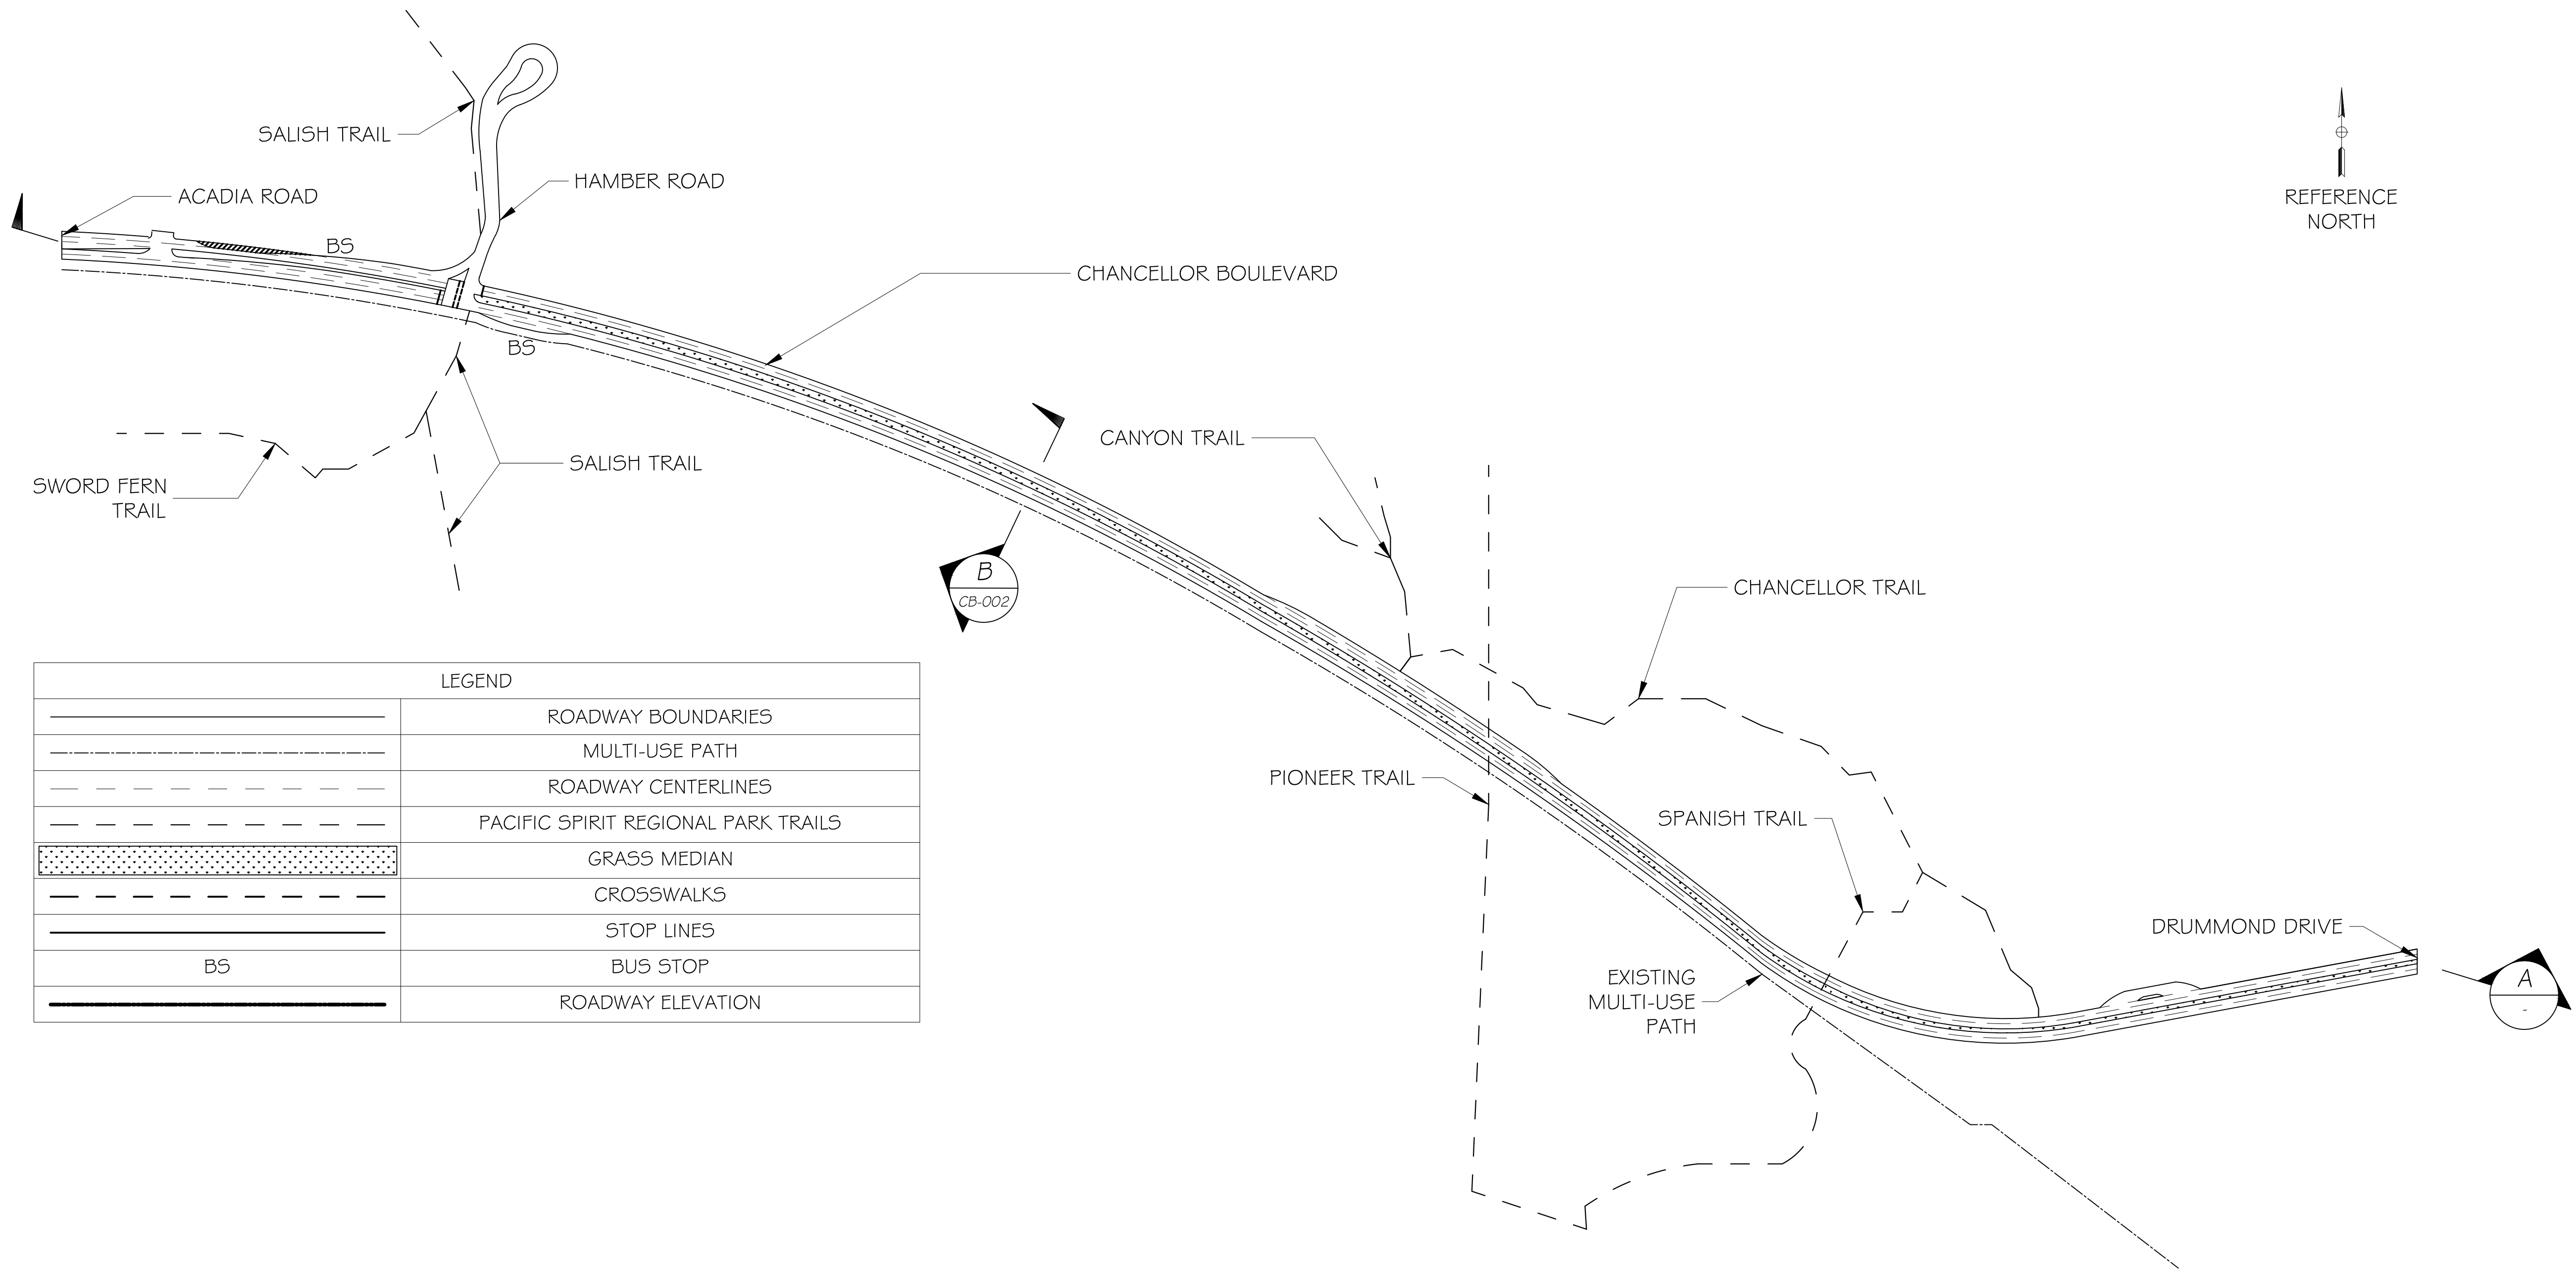 SALISH TRAIL
HAMBER ROAD
ACADIA ROAD
REFERENCE
NORTH
BS
CHANCELLOR BOULEVARD
BS
CANYON TRAIL
SALISH TRAIL
SWORD FERN
TRAIL
B
CB-002
CHANCELLOR TRAIL
LEGEND
ROADWAY BOUNDARIES
MULTI-USE PATH
ROADWAY CENTERLINES
PACIFIC SPIRIT REGIONAL PARK TRAILS
GRASS MEDIAN
CROSSWALKS
STOP LINES
BS BUS STOP
ROADWAY ELEVATION
PIONEER TRAIL
SPANISH TRAIL
DRUMMOND DRIVE
EXISTING
MULTI-USE
PATH
A
-